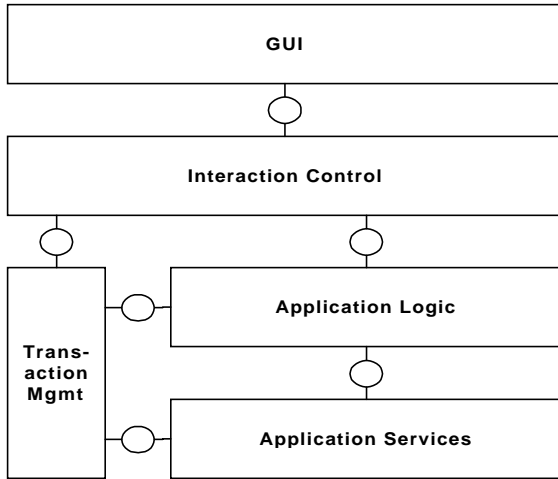 GUI
Interaction Control
Application Logic
Trans-
action
Mgmt
Application Services